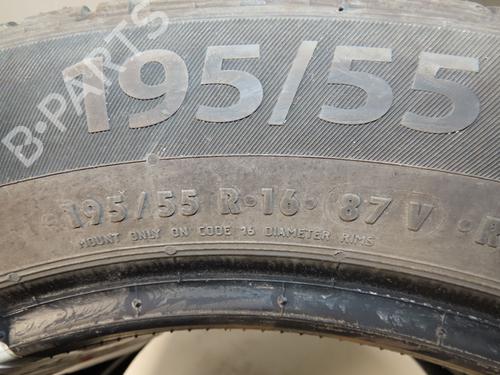 B-PARTS
195/55
195/55 R·16· 87 V ·
MOUNT ONLY ON CODE 16 DIAMETER RIMS